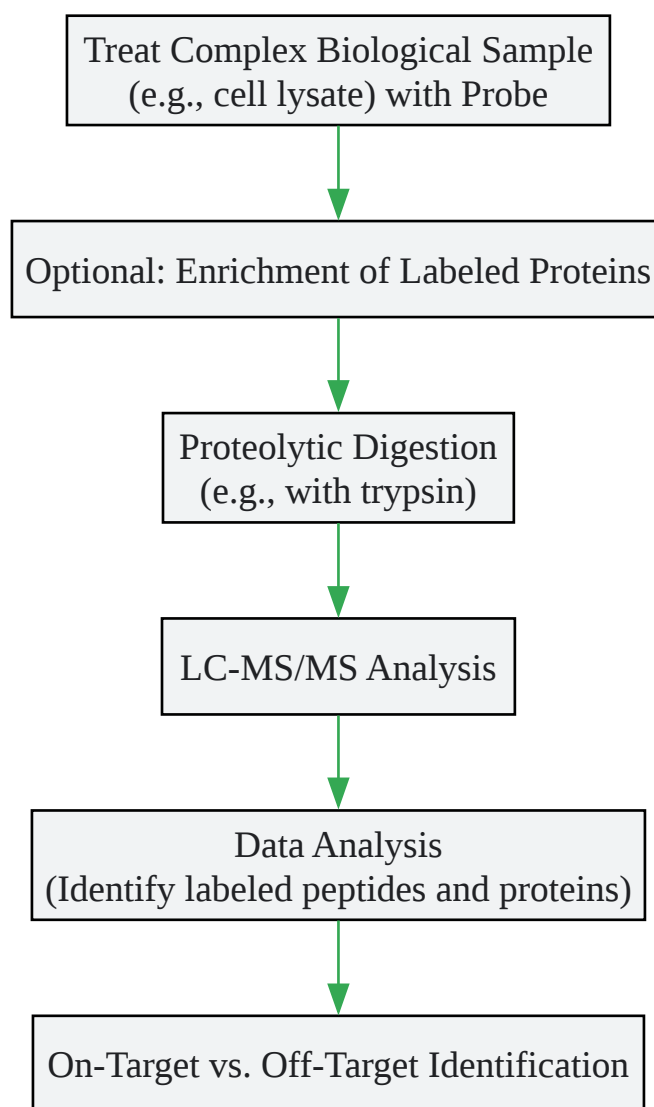 Treat Complex Biological Sample
(e.g., cell lysate) with Probe
Optional: Enrichment of Labeled Proteins
Proteolytic Digestion
(e.g., with trypsin)
LC-MS/MS Analysis
Data Analysis
(Identify labeled peptides and proteins)
On-Target vs. Off-Target Identification